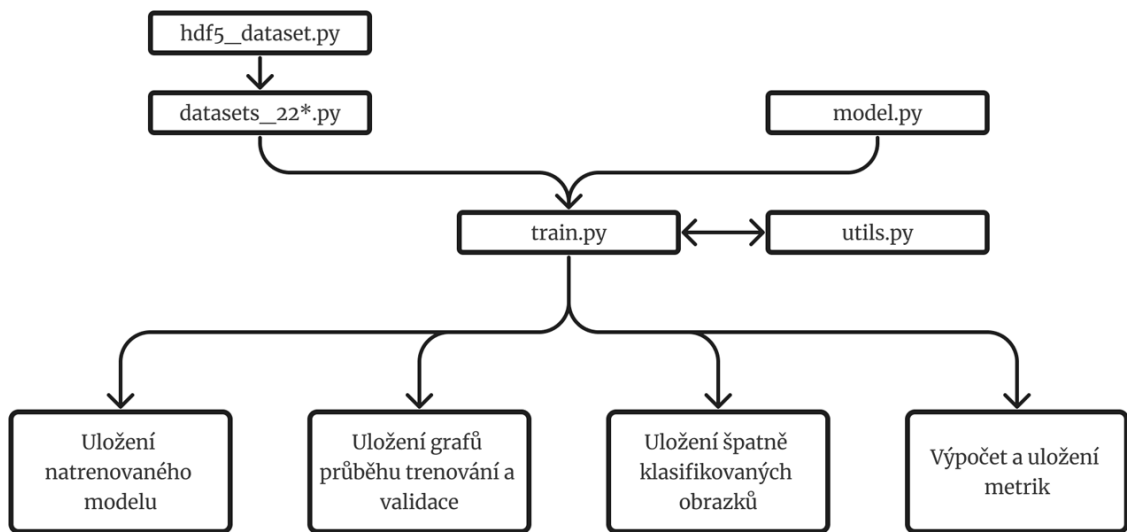 hdf5_dataset.py
datasets_22*.py
model.py
train.py
utils.py
Uložení
natrenovaného
modelu
Uložení grafů
průběhu trenování a
validace
Uložení špatně
klasifikovaných
obrazků
Výpočet a uložení
metrik